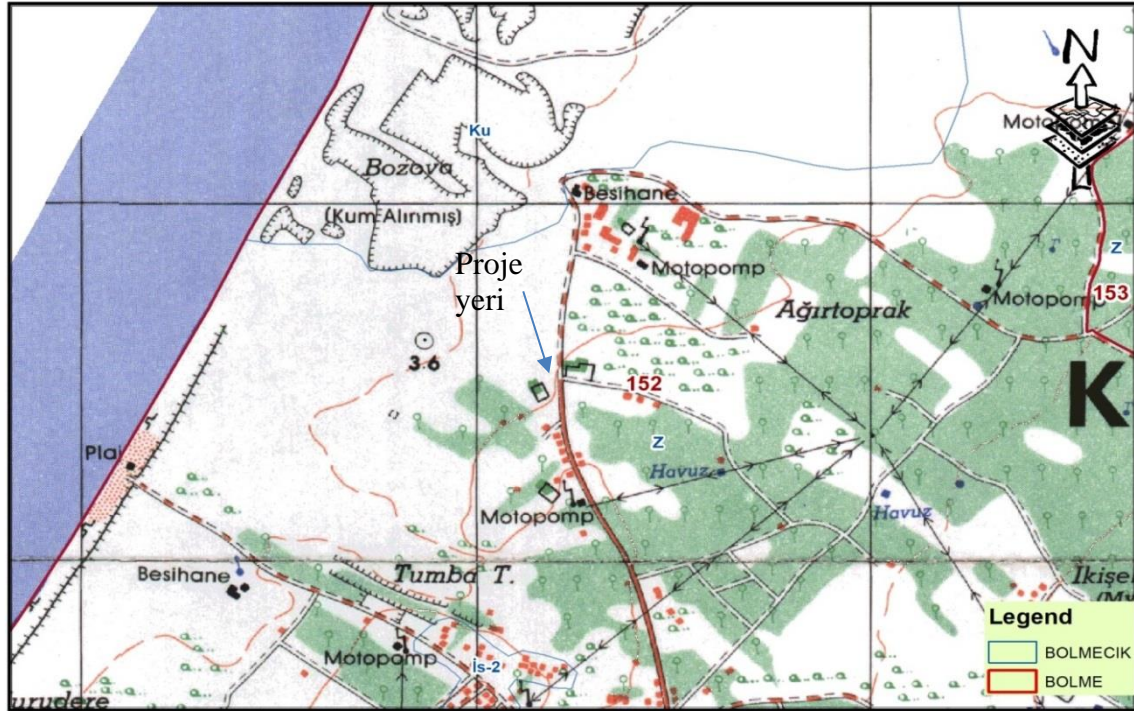 N
Motopomp
Ku
Bozova
(Kum Alınmış)
Besihane
Z
Proje
yeri
Motopomp
Motopomp
153
Ağırtoprak
3.6
152
K
Z
Plaj
Havuz
Havuz
Motopomp
Besihane
Tumba T.
Motopomp
İs-2
Legend
BOLMECIK
BOLME